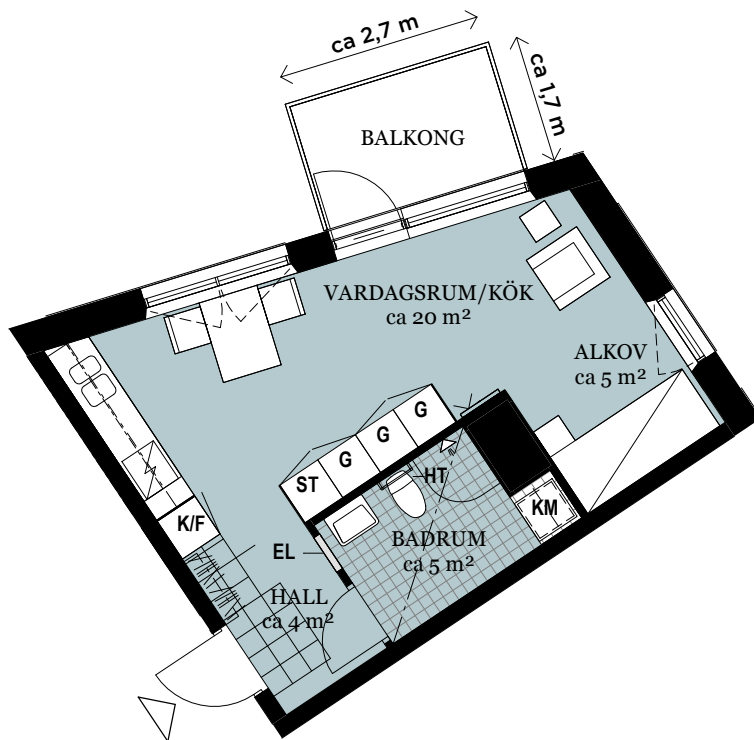 ca 2,7 m
ca 1,7 m
BALKONG
VARDAGSRUM/KÖK
ca 20 m²
ALKOV
ca 5 m²
G
G
G
ST
HT
K/F
KM
BADRUM
ca 5 m²
EL
HALL
ca 4 m²